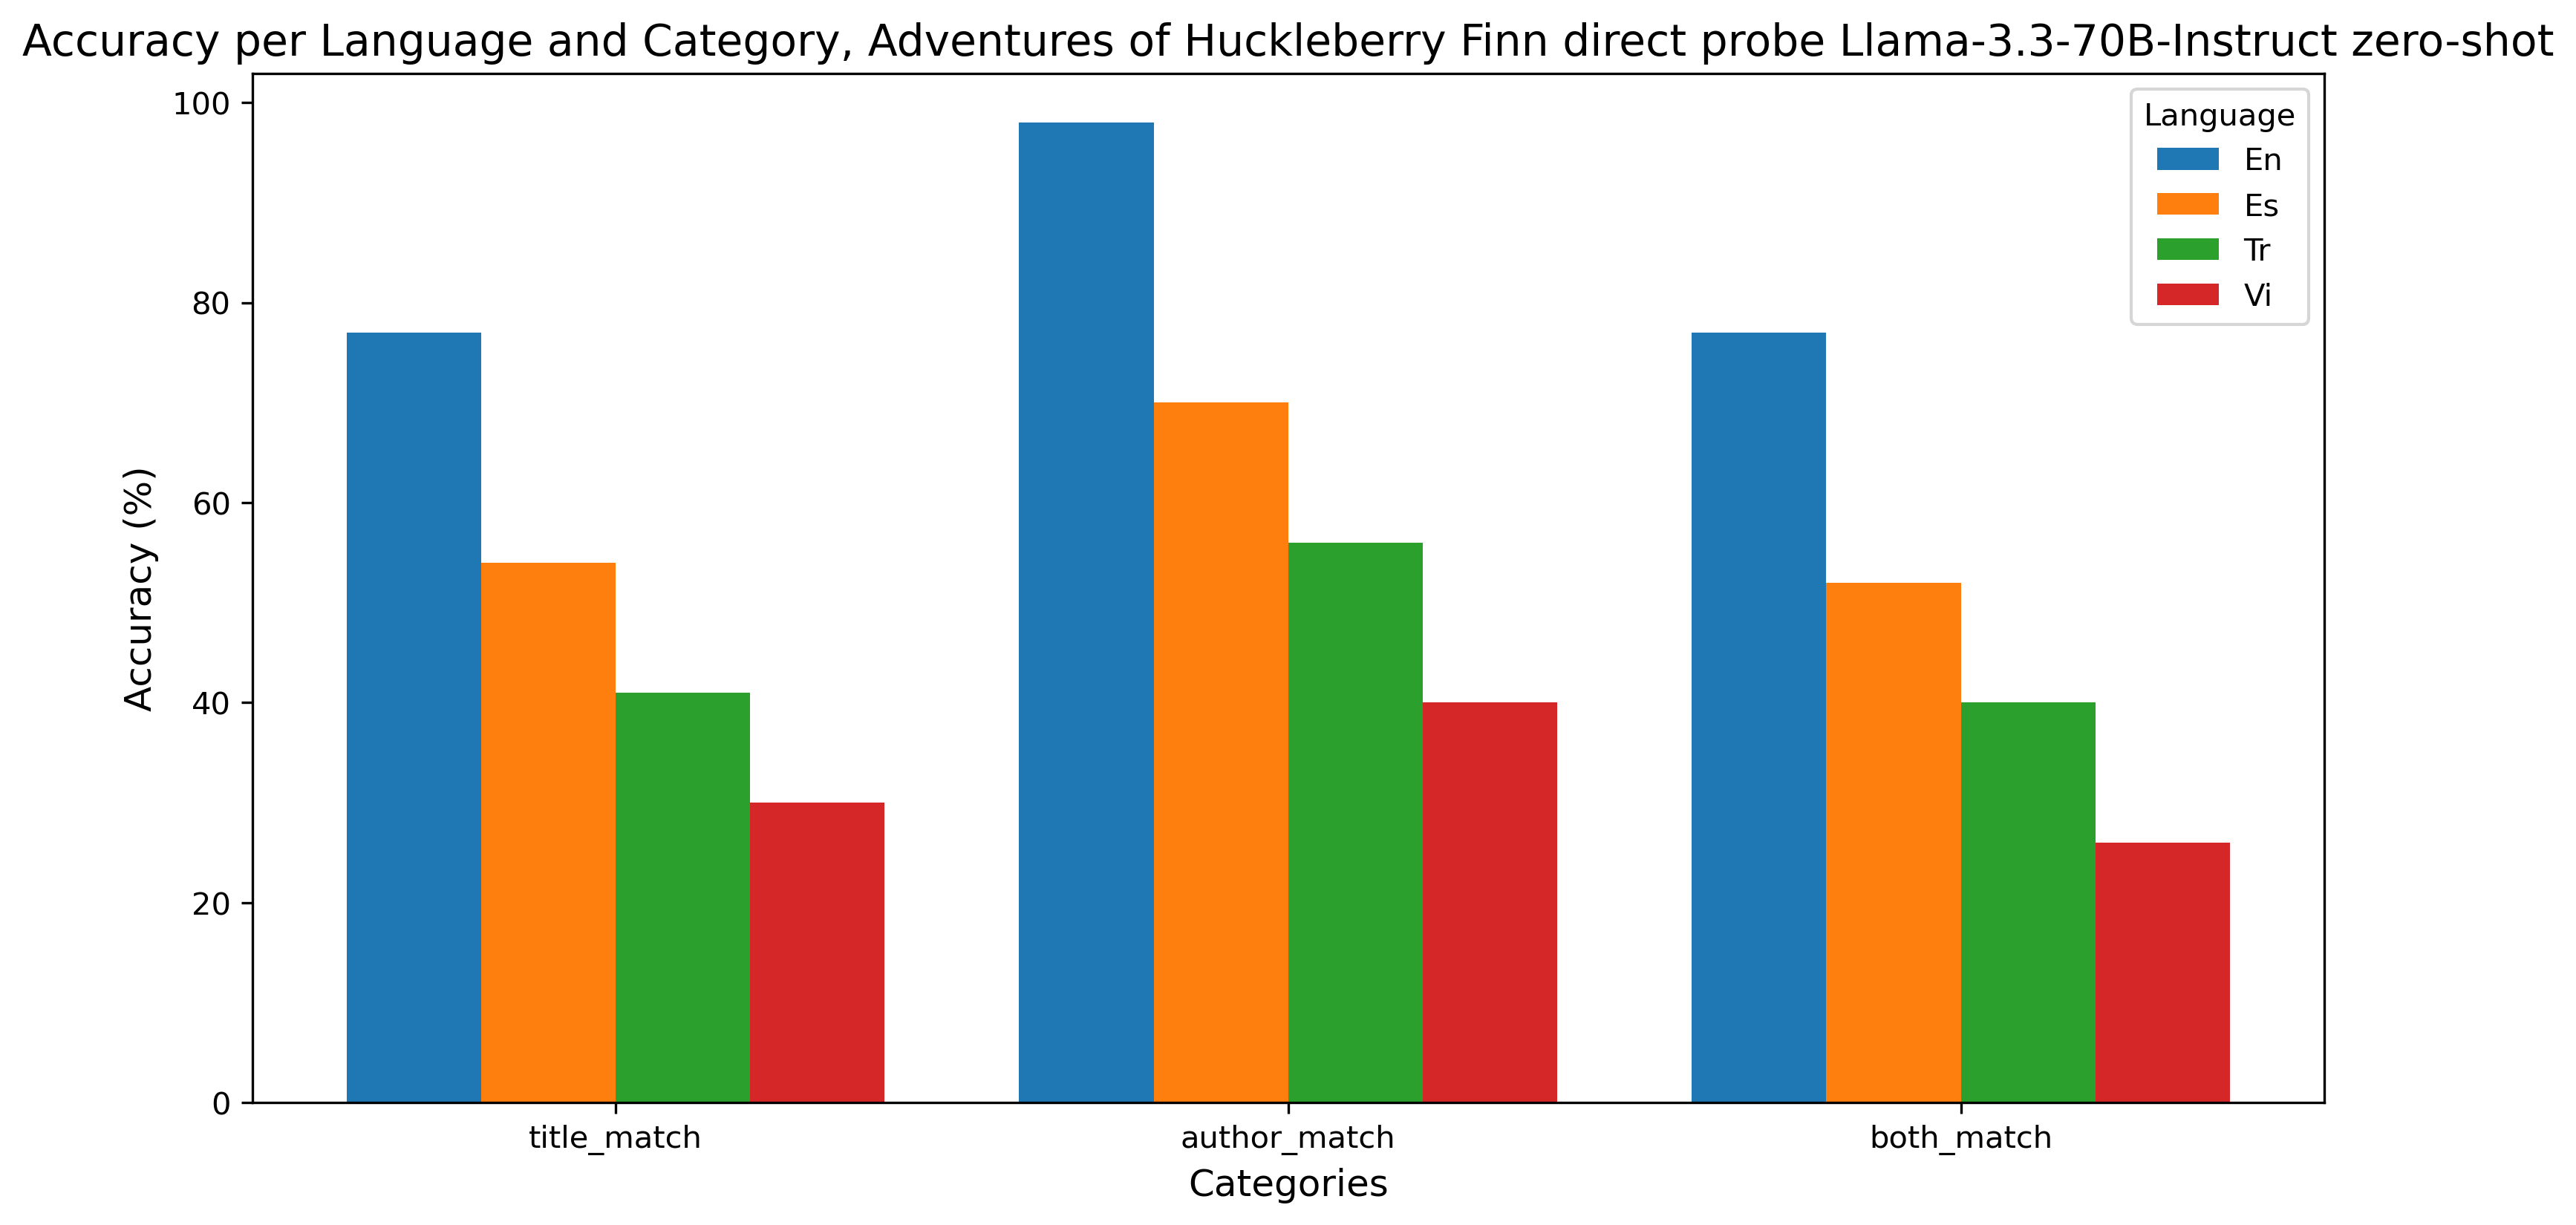 Accuracy per Language and Category, Adventures of Huckleberry Finn direct probe Llama-3.3-70B-Instruct zero-shot
100
80
60
40
20
0
Accuracy (%)
Language
En
Es
Tr
Vi
title_match
author_match
both_match
Categories